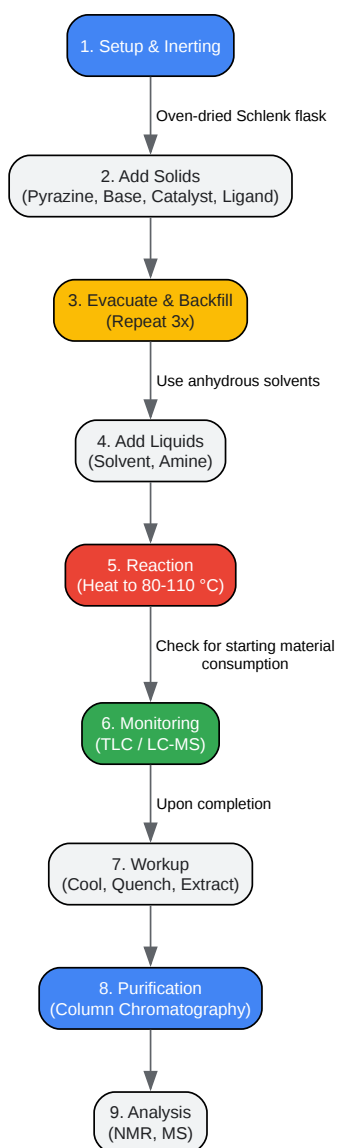 1. Setup & Inerting
Oven-dried Schlenk flask
2. Add Solids
(Pyrazine, Base, Catalyst, Ligand)
3. Evacuate & Backfill
(Repeat 3x)
Use anhydrous solvents
4. Add Liquids
(Solvent, Amine)
5. Reaction
(Heat to 80-110 °C)
Check for starting material
consumption
6. Monitoring
(TLC / LC-MS)
Upon completion
7. Workup
(Cool, Quench, Extract)
8. Purification
(Column Chromatography)
9. Analysis
(NMR, MS)